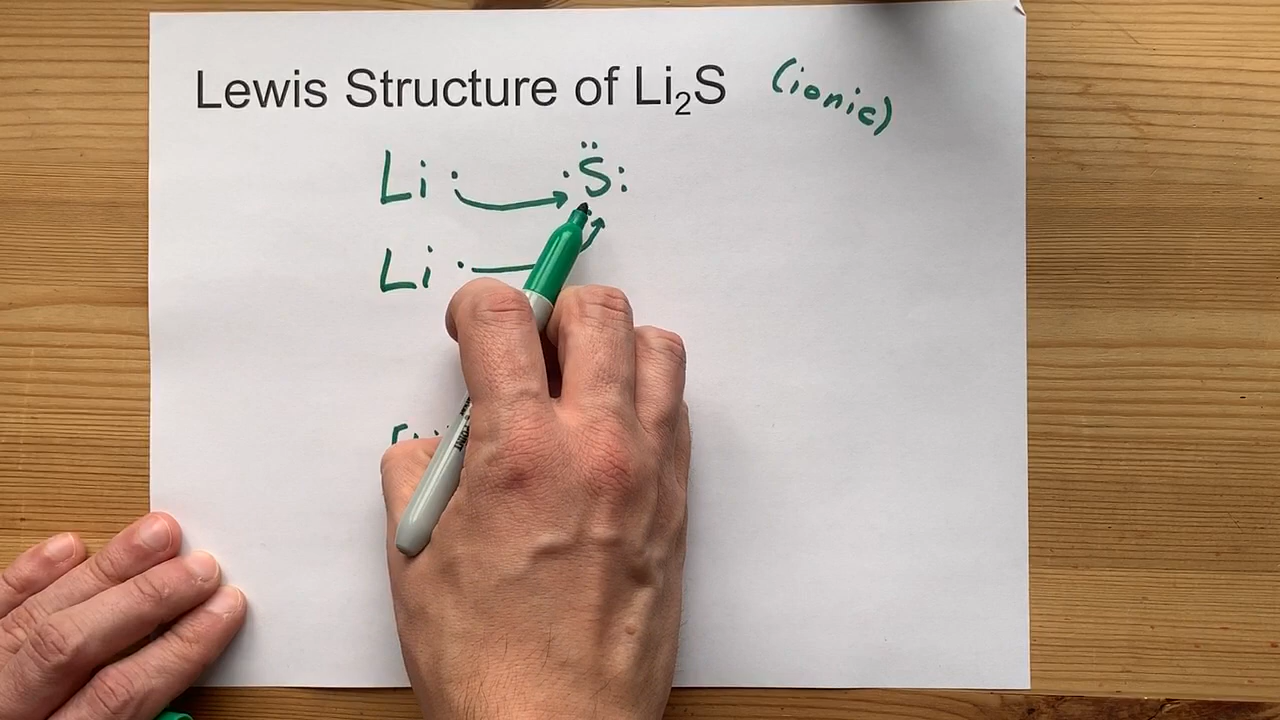 Lewis Structure of Li₂S (ionic)
Li · ·S̈:
Li ·